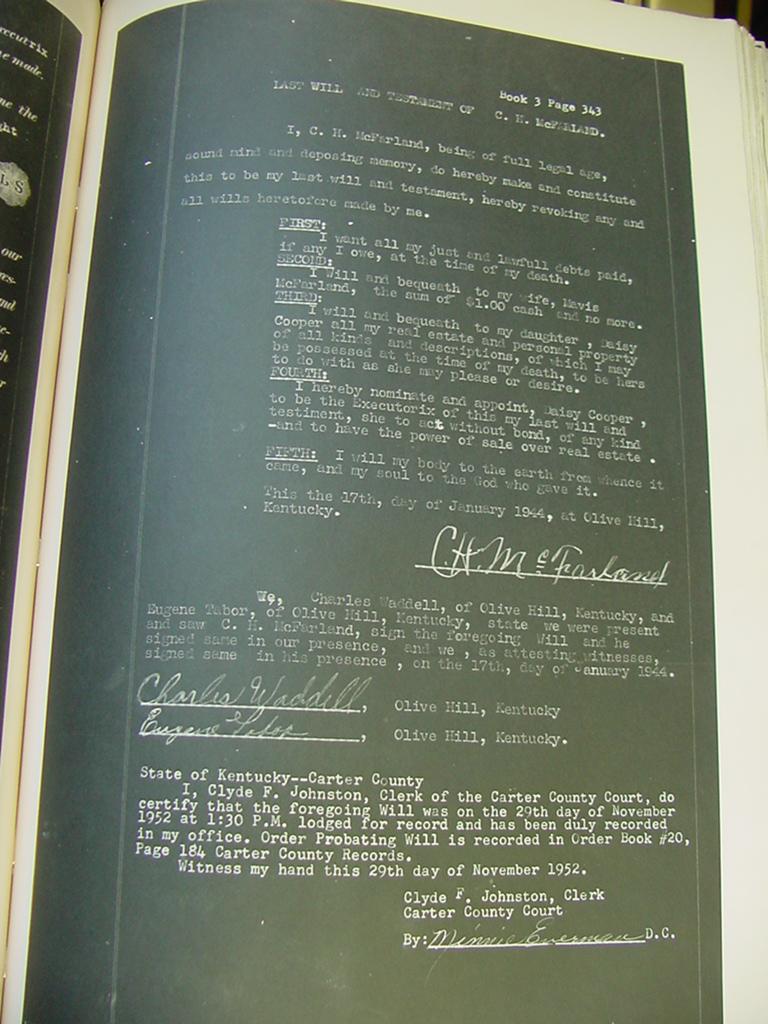 ecutrix
e made.
me the
ght
LS
our
es-
nd
e-
h
r
Book 3 Page 343
LAST WILL AND TESTAMENT OF C. H. McFARLAND.
I, C. H. McFarland, being of full legal age,
sound mind and deposing memory, do hereby make and constitute
this to be my last will and testament, hereby revoking any and
all wills heretofore made by me.
FIRST:
I want all my just and lawfull debts paid,
if any I owe, at the time of my death.
SECOND:
I Will and bequeath to my wife, Mavis
McFarland, the sum of $1.00 cash and no more.
THIRD:
I will and bequeath to my daughter , Daisy
Cooper all my real estate and personal property
of all kinds and descriptions, of which I may
be possessed at the time of my death, to be hers
to do with as she may please or desire.
FOURTH:
I hereby nominate and appoint, Daisy Cooper ,
to be the Executorix of this my last will and
testiment, she to act without bond, of any kind
-and to have the power of sale over real estate .
FIFTH: I will my body to the earth from whence it
came, and my soul to the God who gave it.
This the 17th, day of January 1944, at Olive Hill,
Kentucky.
C.H. McFarland
We, Charles Waddell, of Olive Hill, Kentucky, and
Eugene Tabor, of Olive Hill, Kentucky, state we were present
and saw C. H. McFarland, sign the foregoing Will and he
signed same in our presence, and we , as attesting witnesses,
signed same in his presence , on the 17th, day of January 1944.
Charles Waddell, Olive Hill, Kentucky
Eugene Tabor, Olive Hill, Kentucky.
State of Kentucky--Carter County
I, Clyde F. Johnston, Clerk of the Carter County Court, do
certify that the foregoing Will was on the 29th day of November
1952 at 1:30 P.M. lodged for record and has been duly recorded
in my office. Order Probating Will is recorded in Order Book #20,
Page 184 Carter County Records.
Witness my hand this 29th day of November 1952.
Clyde F. Johnston, Clerk
Carter County Court
By: Minnie Everman D.C.